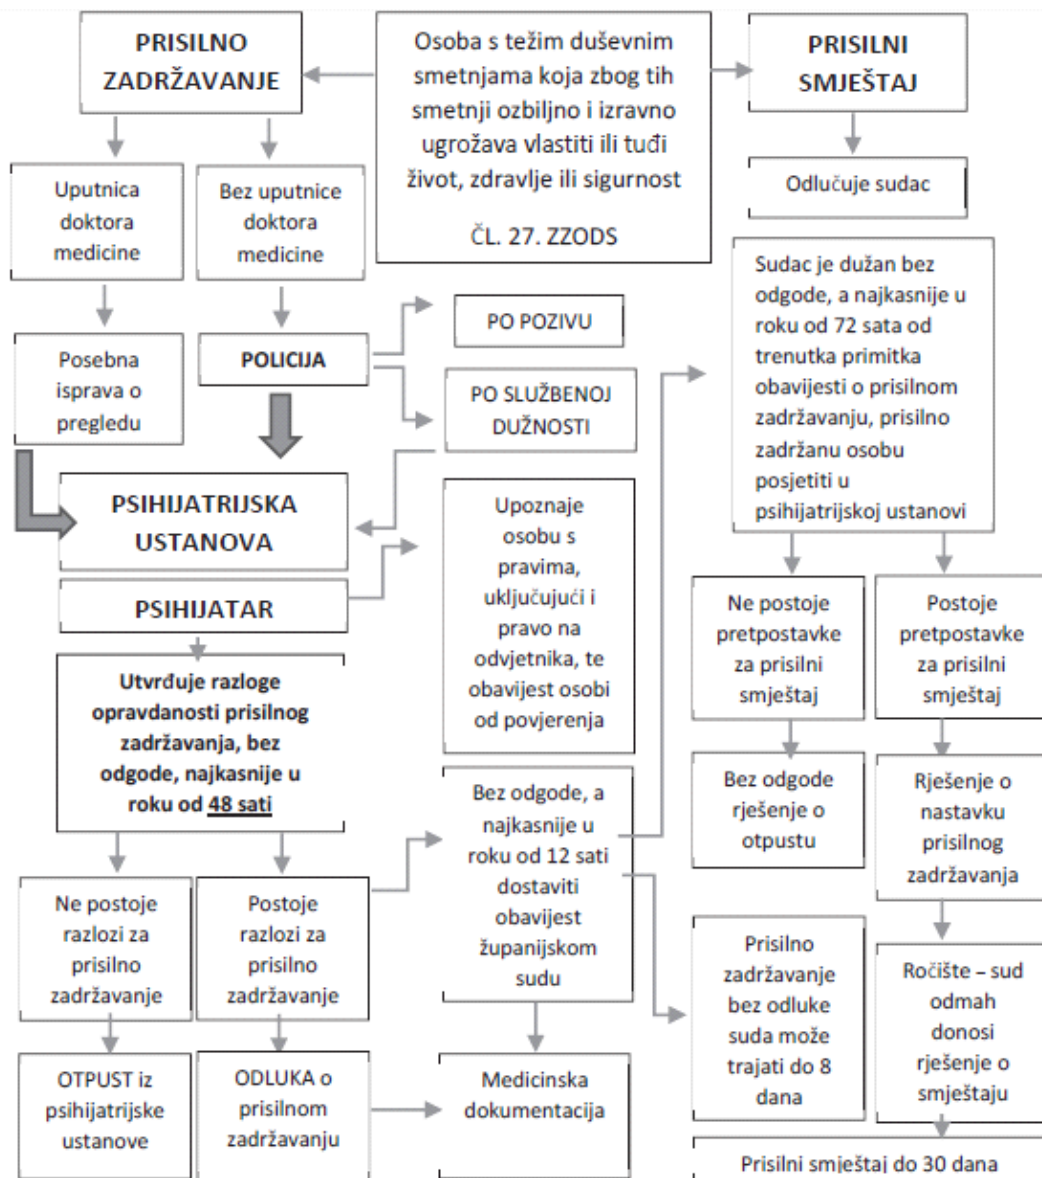 PRISILNO
ZADRŽAVANJE
Osoba s težim duševnim
smetnjama koja zbog tih
smetnji ozbiljno i izravno
ugrožava vlastiti ili tuđi
život, zdravlje ili sigurnost
ČL. 27. ZZODS
PRISILNI
SMJEŠTAJ
Uputnica
doktora
medicine
Bez uputnice
doktora
medicine
Odlučuje sudac
Posebna
isprava o
pregledu
POLICIJA
PO POZIVU
PO SLUŽBENOJ
DUŽNOSTI
Sudac je dužan bez
odgode, a najkasnije u
roku od 72 sata od
trenutka primitka
obavijesti o prisilnom
zadržavanju, prisilno
zadržanu osobu
posjetiti u
psihijatrijskoj ustanovi
PSIHIJATRIJSKA
USTANOVA
PSIHIJATAR
Upoznaje
osobu s
pravima,
uključujući i
pravo na
odvjetnika, te
obavijest osobi
od povjerenja
Ne postoje
pretpostavke
za prisilni
smještaj
Postoje
pretpostavke
za prisilni
smještaj
Utvrđuje razloge
opravdanosti prisilnog
zadržavanja, bez
odgode, najkasnije u
roku od 48 sati
Bez odgode, a
najkasnije u
roku od 12 sati
dostaviti
obavijest
županijskom
sudu
Bez odgode
rješenje o
otpustu
Rješenje o
nastavku
prisilnog
zadržavanja
Ne postoje
razlozi za
prisilno
zadržavanje
Postoje
razlozi za
prisilno
zadržavanje
Prisilno
zadržavanje
bez odluke
suda može
trajati do 8
dana
Ročište – sud
odmah
donosi
rješenje o
smještaju
OTPUST iz
psihijatrijske
ustanove
ODLUKA o
prisilnom
zadržavanju
Medicinska
dokumentacija
Prisilni smještaj do 30 dana